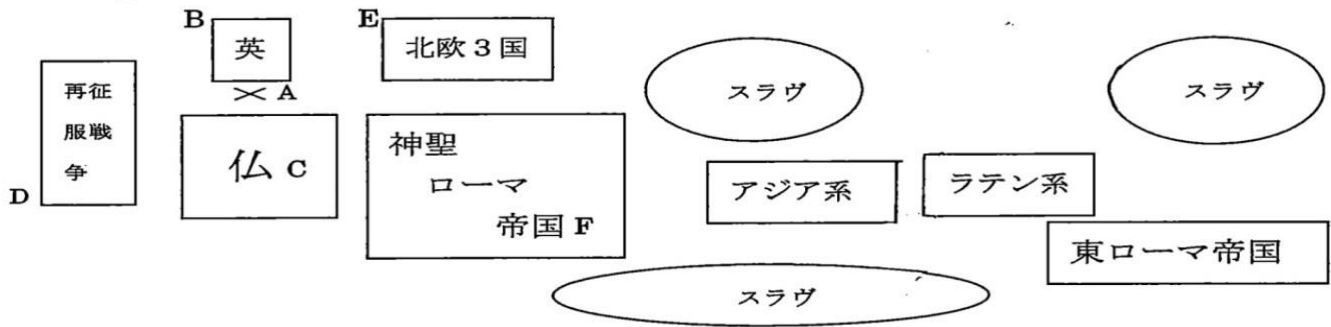 B
英
E
北欧3国
再征
服戦
争
D
A
仏 C
神聖
ローマ
帝国 F
スラヴ
スラヴ
アジア系
ラテン系
東ローマ帝国
スラヴ